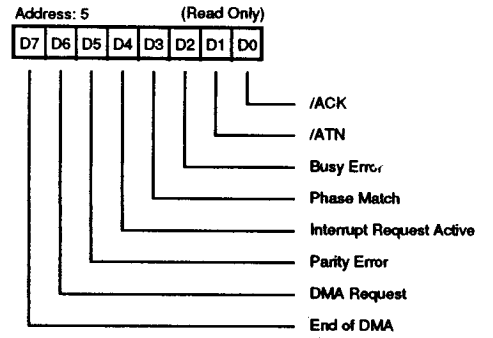 Address: 5 (Read Only)
D7 D6 D5 D4 D3 D2 D1 D0
/ACK
/ATN
Busy Error
Phase Match
Interrupt Request Active
Parity Error
DMA Request
End of DMA